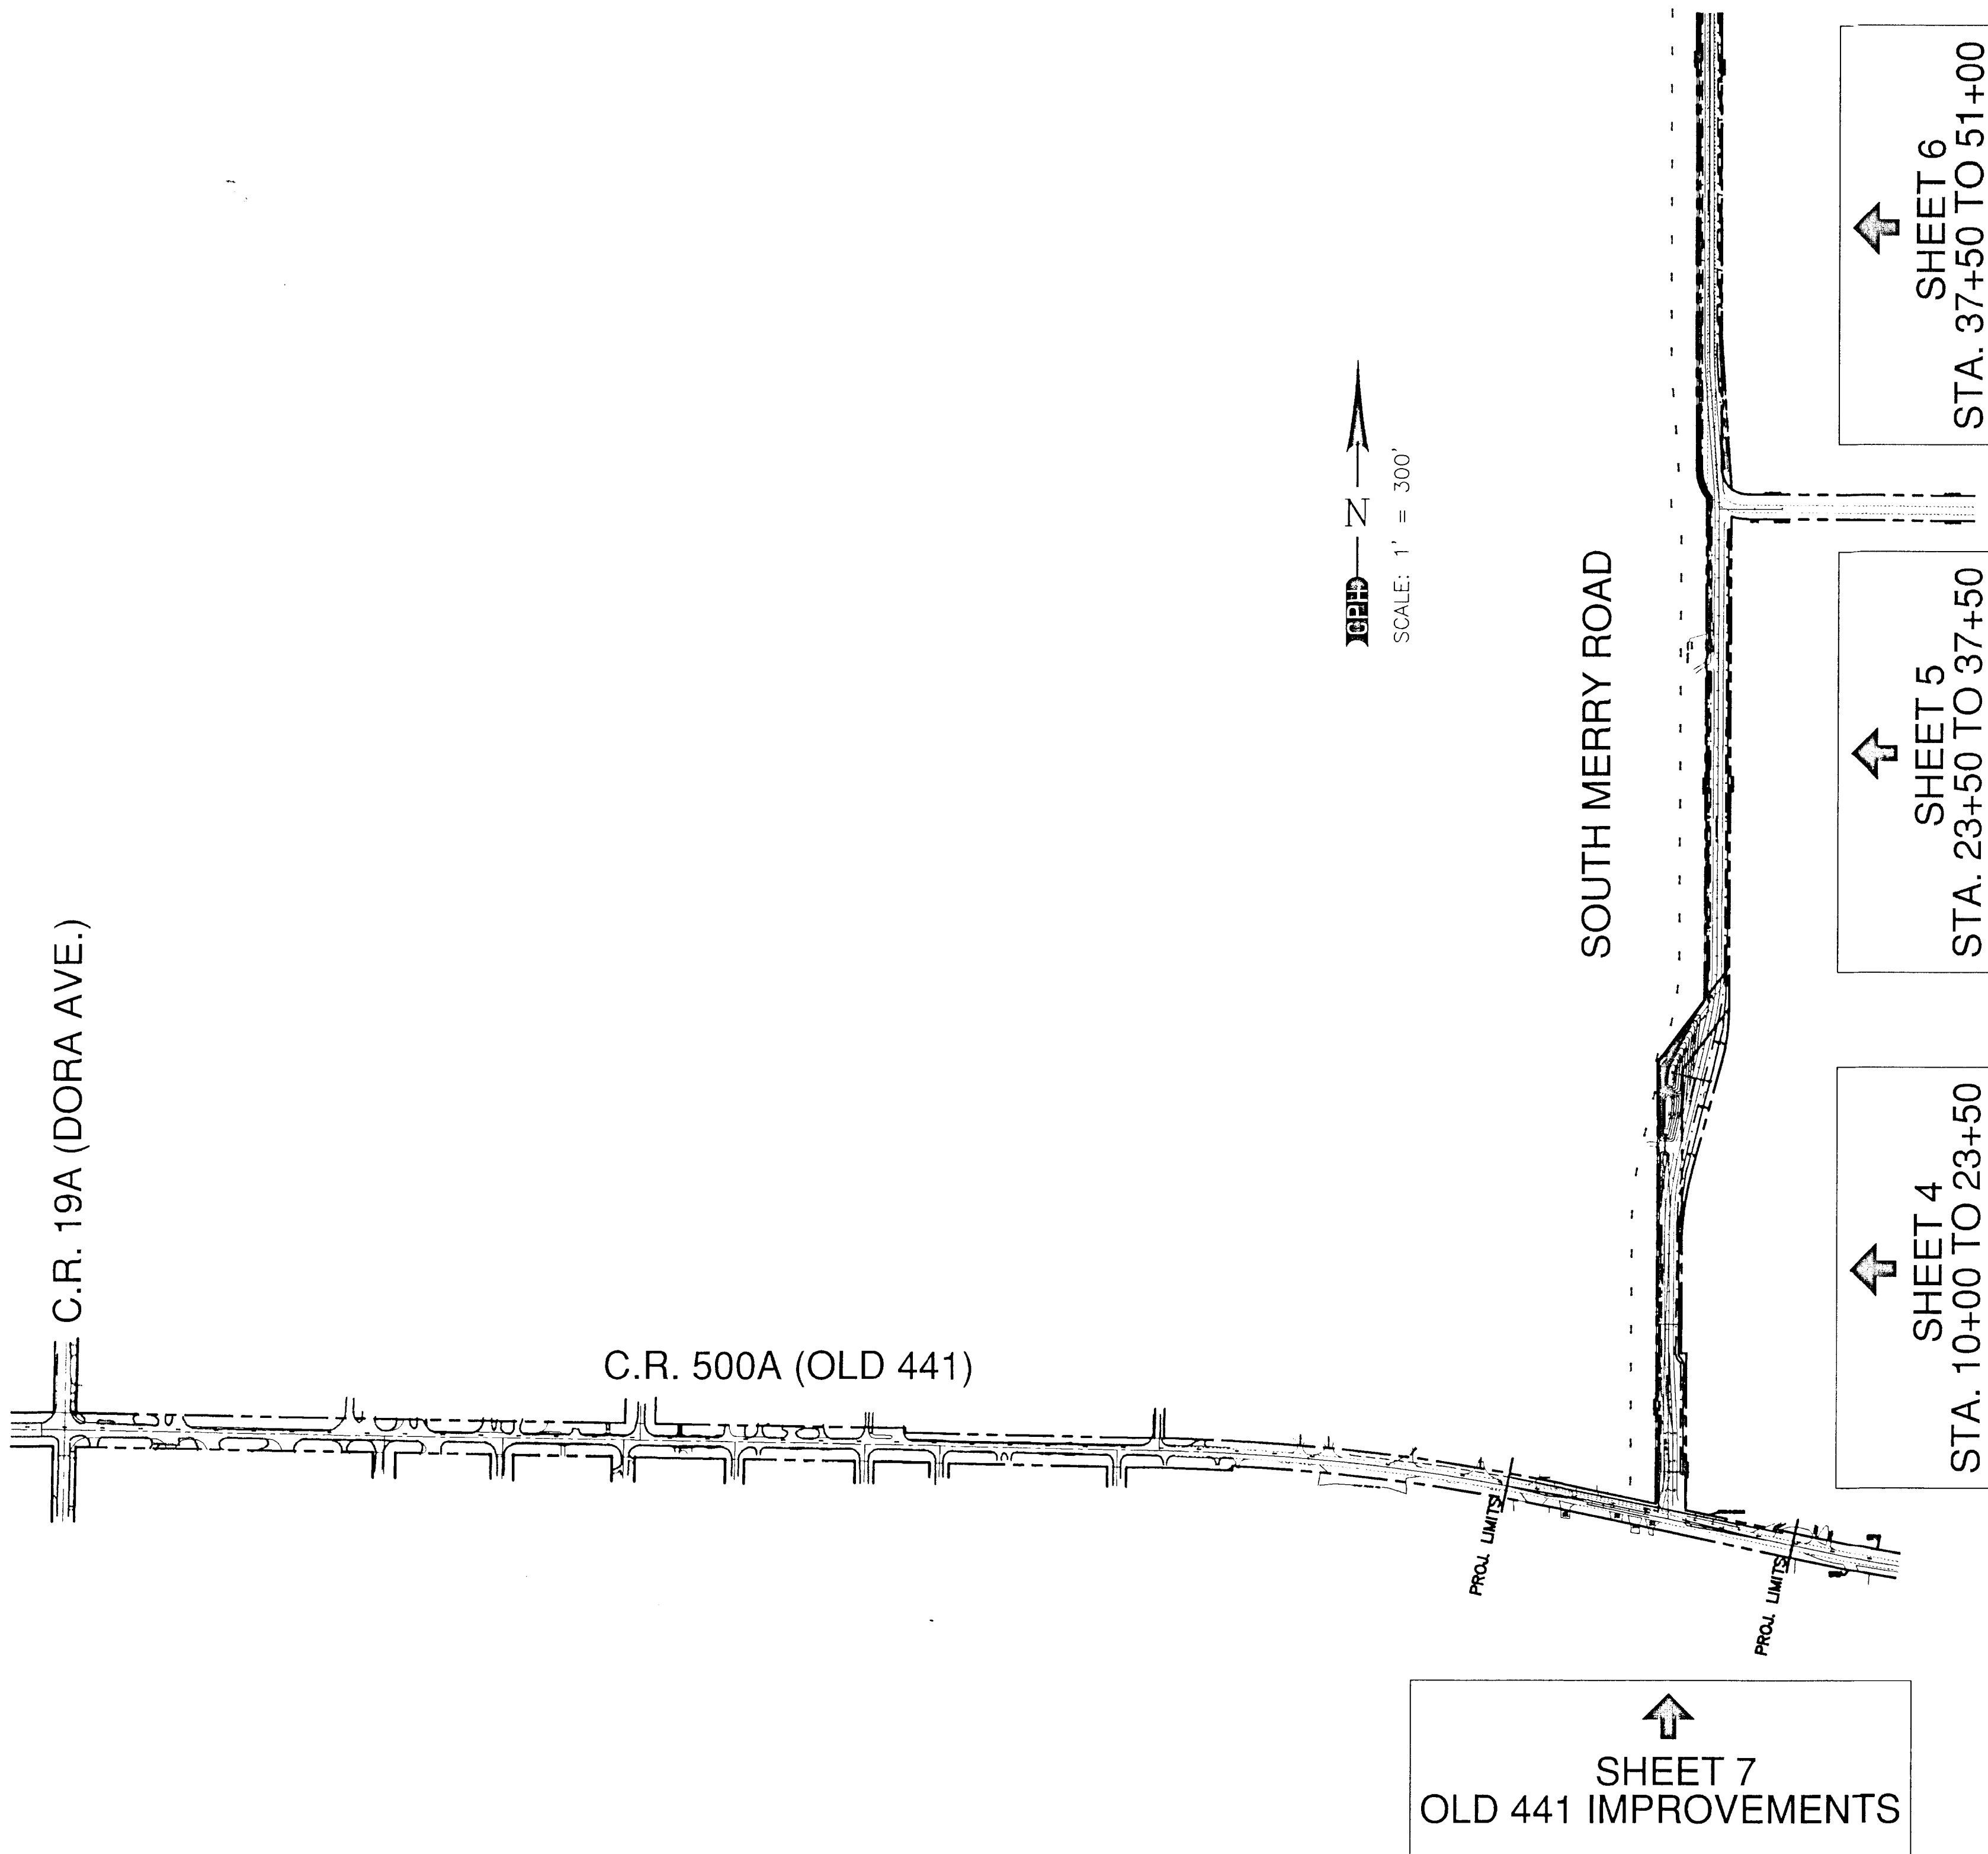 C.R. 19A (DORA AVE.)
C.R. 500A (OLD 441)
N
CPH
SCALE: 1' = 300'
SOUTH MERRY ROAD
SHEET 6
STA. 37+50 TO 51+00
SHEET 5
STA. 23+50 TO 37+50
SHEET 4
STA. 10+00 TO 23+50
PROJ. LIMITS
PROJ. LIMITS
SHEET 7
OLD 441 IMPROVEMENTS